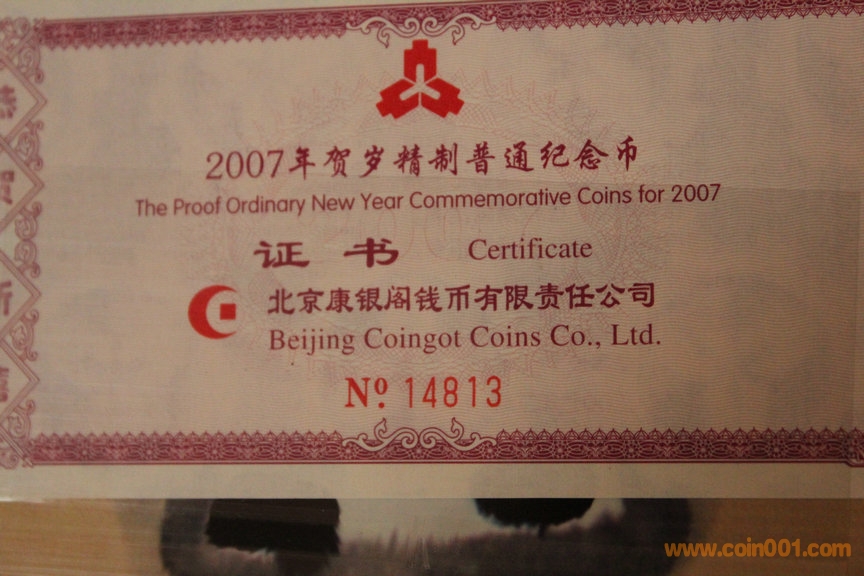 2007年贺岁精制普通纪念币
The Proof Ordinary New Year Commemorative Coins for 2007
证书 Certificate
北京康银阁钱币有限责任公司
Beijing Coingot Coins Co., Ltd.
Nº. 14813
www.coin001.com